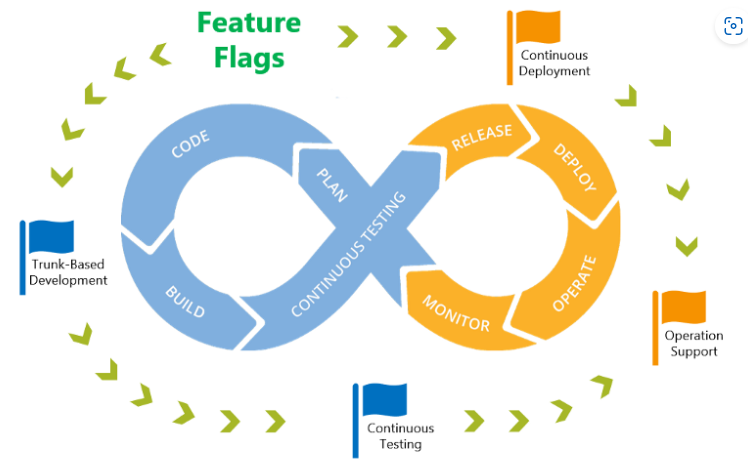 Feature
Flags
Continuous
Deployment
CODE
PLAN
CONTINUOUS TESTING
RELEASE
DEPLOY
OPERATE
MONITOR
BUILD
Trunk-Based
Development
Operation
Support
Continuous
Testing